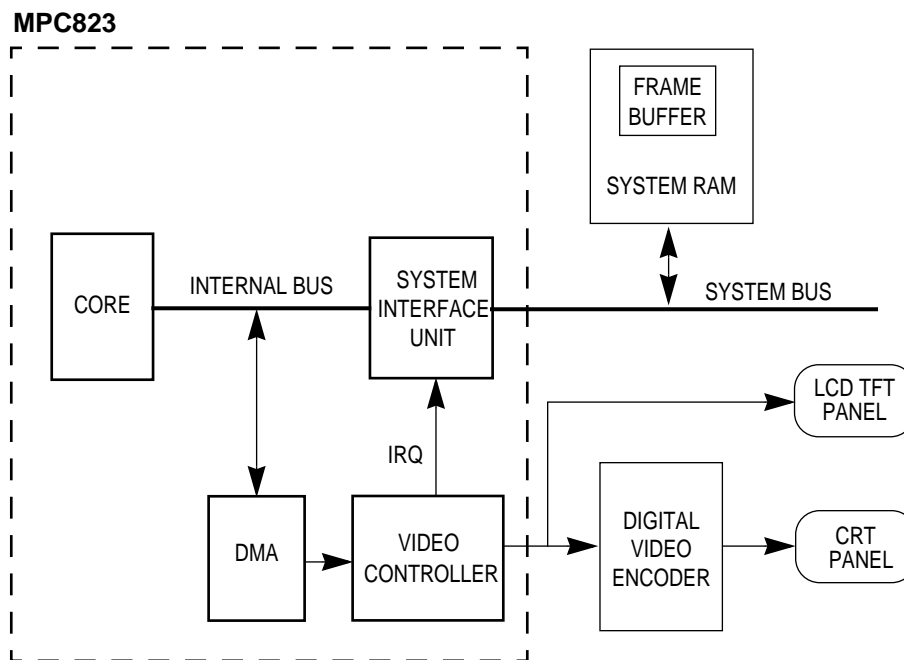 MPC823
FRAME
BUFFER
SYSTEM RAM
CORE
INTERNAL BUS
SYSTEM
INTERFACE
UNIT
SYSTEM BUS
LCD TFT
PANEL
IRQ
DMA
VIDEO
CONTROLLER
DIGITAL
VIDEO
ENCODER
CRT
PANEL